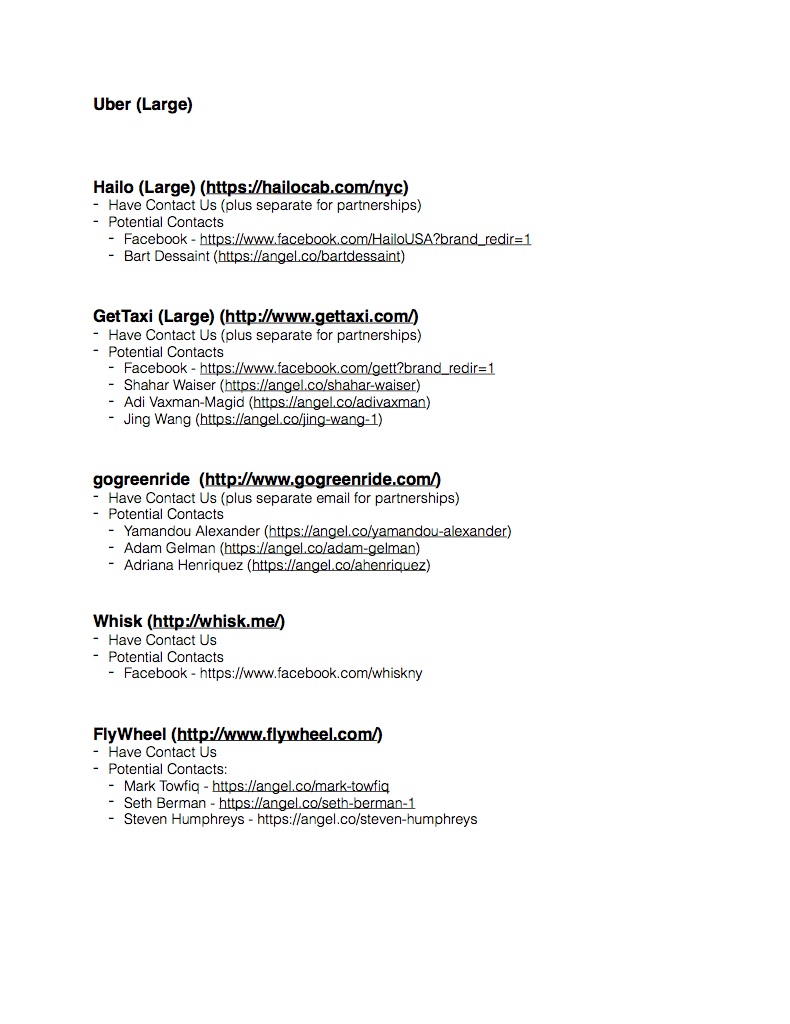 Uber (Large)
Hailo (Large) (https://hailocab.com/nyc)
- Have Contact Us (plus separate for partnerships)
- Potential Contacts
- Facebook - https://www.facebook.com/HailoUSA?brand_redir=1
- Bart Dessaint (https://angel.co/bartdessaint)
GetTaxi (Large) (http://www.gettaxi.com/)
- Have Contact Us (plus separate for partnerships)
- Potential Contacts
- Facebook - https://www.facebook.com/gett?brand_redir=1
- Shahar Waiser (https://angel.co/shahar-waiser)
- Adi Vaxman-Magid (https://angel.co/adivaxman)
- Jing Wang (https://angel.co/jing-wang-1)
gogreenride (http://www.gogreenride.com/)
- Have Contact Us (plus separate email for partnerships)
- Potential Contacts
- Yamandou Alexander (https://angel.co/yamandou-alexander)
- Adam Gelman (https://angel.co/adam-gelman)
- Adriana Henriquez (https://angel.co/ahenriquez)
Whisk (http://whisk.me/)
- Have Contact Us
- Potential Contacts
- Facebook - https://www.facebook.com/whiskny
FlyWheel (http://www.flywheel.com/)
- Have Contact Us
- Potential Contacts:
- Mark Towfiq - https://angel.co/mark-towfiq
- Seth Berman - https://angel.co/seth-berman-1
- Steven Humphreys - https://angel.co/steven-humphreys